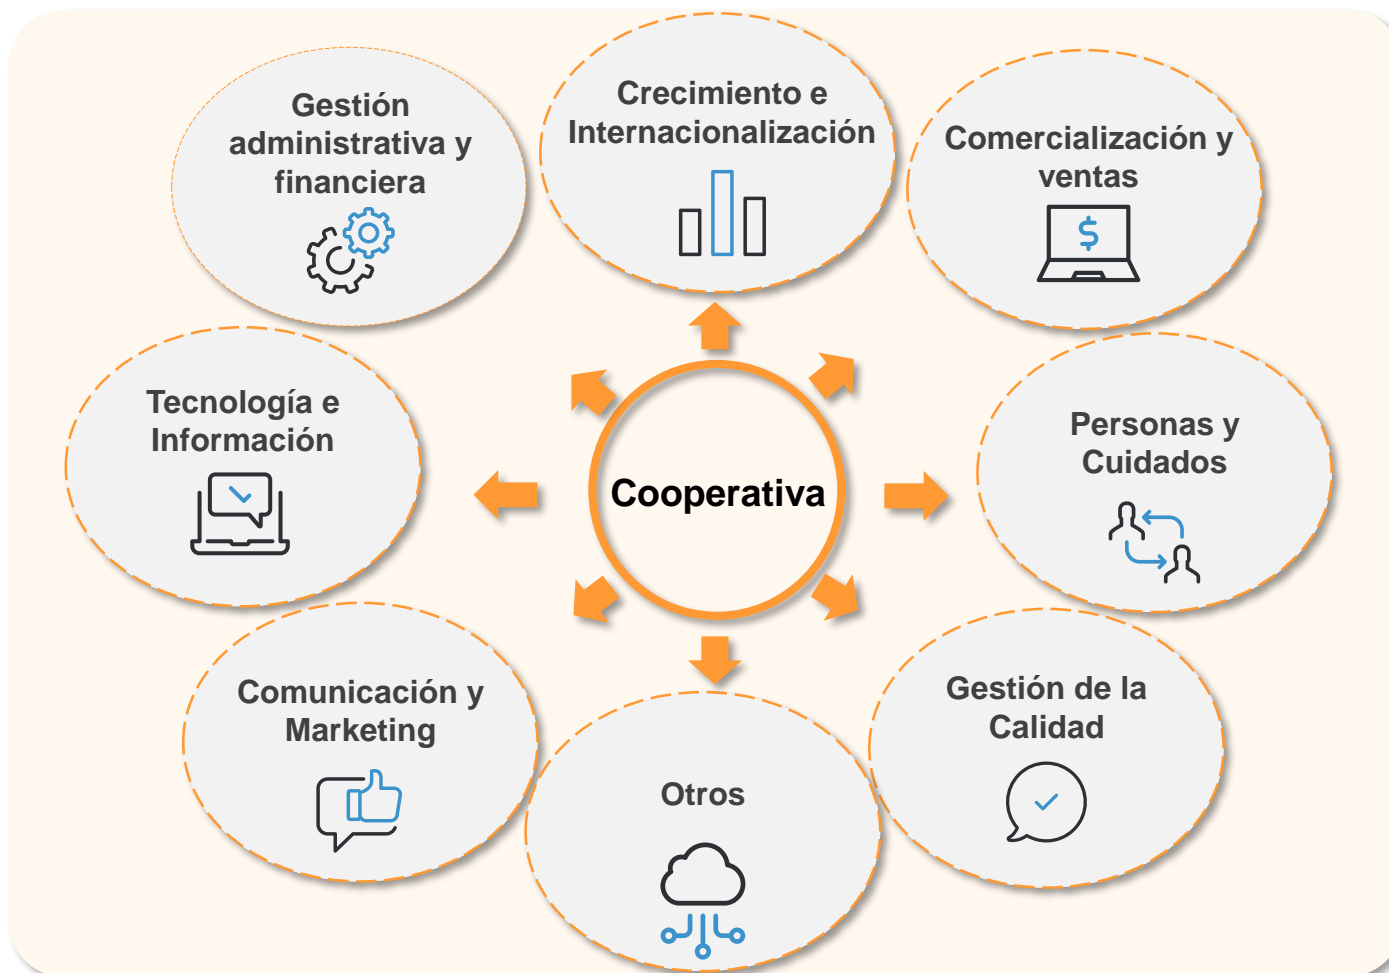 Gestión
administrativa y
financiera
Crecimiento e
Internacionalización
Comercialización y
ventas
$
Tecnología e
Información
Cooperativa
Personas y
Cuidados
Comunicación y
Marketing
Otros
Gestión de la
Calidad